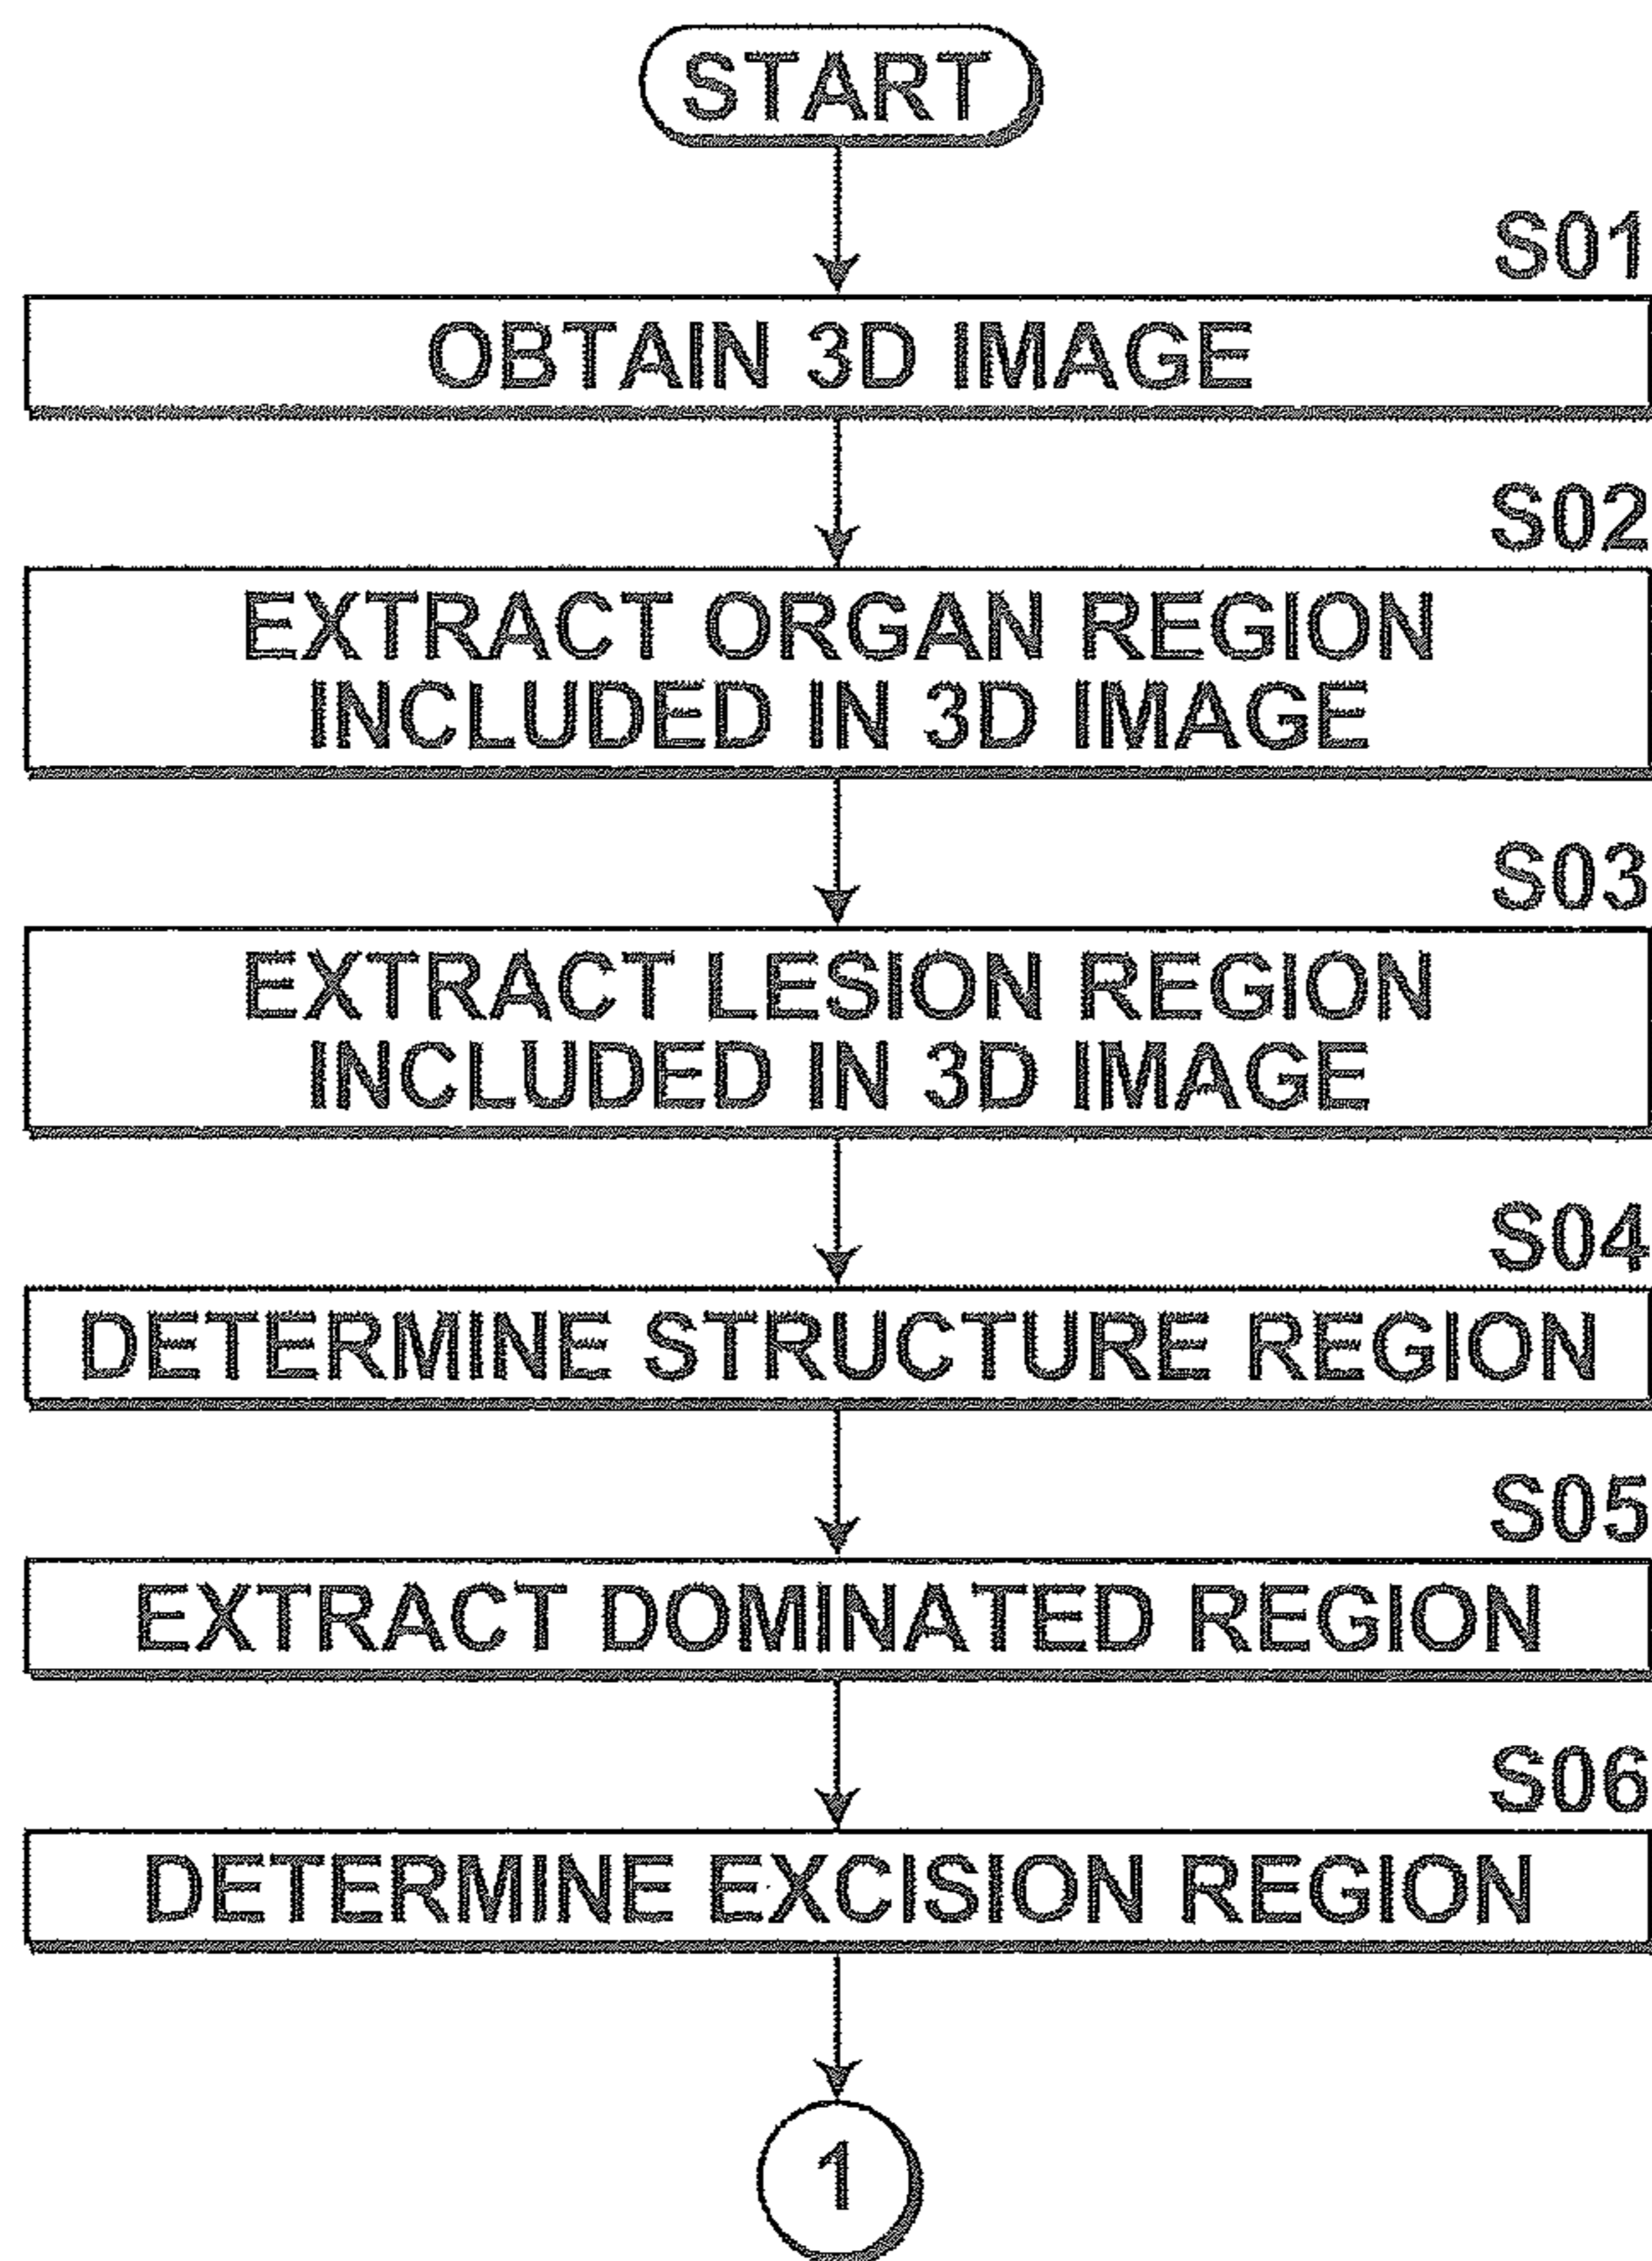 START
S01
OBTAIN 3D IMAGE
S02
EXTRACT ORGAN REGION
INCLUDED IN 3D IMAGE
S03
EXTRACT LESION REGION
INCLUDED IN 3D IMAGE
S04
DETERMINE STRUCTURE REGION
S05
EXTRACT DOMINATED REGION
S06
DETERMINE EXCISION REGION
1